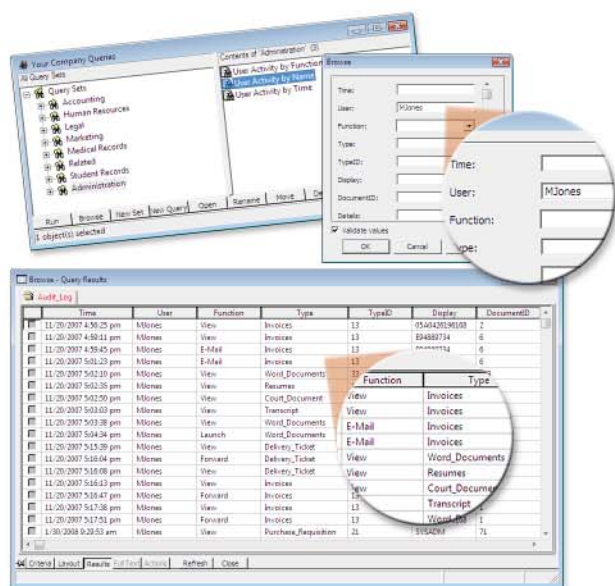 Your Company Queries
All Query Sets
Query Sets
Accounting
Human Resources
Legal
Marketing
Medical Records
Related
Student Records
Administration
Contents of 'Administration' (3)
User Activity by Function
User Activity by Name
User Activity by Time
Run Browse New Set New Query Open Rename Move
1 object(s) selected
Browse
Time:
User: MJones
Function:
Type:
TypeID:
Display:
DocumentID:
Details:
Validate values
OK Cancel
Time:
User: MJones
Function:
Type:
Browse - Query Results
Audit_Log
Time User Function Type TypeID Display DocumentID
11/20/2007 4:56:25 pm MJones View Invoices 13 2
11/20/2007 4:59:11 pm MJones View Invoices 13 E94889734 6
11/20/2007 4:59:45 pm MJones E-Mail Invoices 13 6
11/20/2007 5:01:23 pm MJones E-Mail Invoices 13 6
11/20/2007 5:02:10 pm MJones View Word_Documents
11/20/2007 5:02:35 pm MJones View Resumes
11/20/2007 5:02:50 pm MJones View Court_Document
11/20/2007 5:03:03 pm MJones View Transcript
11/20/2007 5:03:38 pm MJones View Word_Documents
11/20/2007 5:04:34 pm MJones Launch Word_Documents
11/20/2007 5:15:39 pm MJones View Delivery_Ticket
11/20/2007 5:16:04 pm MJones Forward Delivery_Ticket
11/20/2007 5:16:08 pm MJones View Delivery_Ticket
11/20/2007 5:16:13 pm MJones View Invoices
11/20/2007 5:16:47 pm MJones Forward Invoices 13
11/20/2007 5:17:38 pm MJones View Invoices 13 1
11/20/2007 5:17:51 pm MJones Forward Invoices 13 1
1/30/2008 9:29:53 am MJones View Purchase_Requisition 21 SYSADM 71
Function Type
View Invoices
View Invoices
E-Mail Invoices
E-Mail Invoices
View Word_Documents
View Resumes
View Court_Docume
Transcript
Criteria Layout Results Full Text Actions Refresh Close